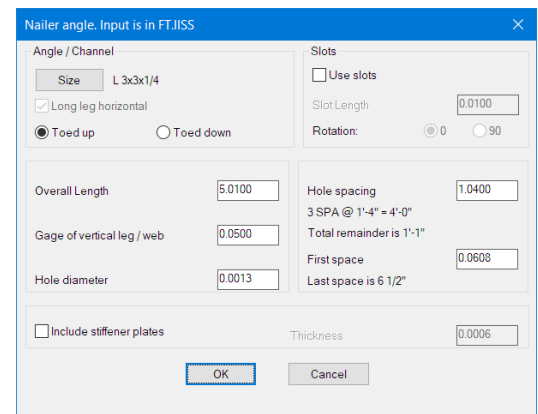 Nailer angle. Input is in FT.IISS
Angle / Channel
Size L 3x3x1/4
Long leg horizontal
Toed up Toed down
Slots
Use slots
Slot Length 0.0100
Rotation: 0 90
Overall Length 5.0100
Gage of vertical leg / web 0.0500
Hole diameter 0.0013
Hole spacing 1.0400
3 SPA @ 1'-4" = 4'-0"
Total remainder is 1'-1"
First space 0.0608
Last space is 6 1/2"
Include stiffener plates Thickness 0.0006
OK Cancel